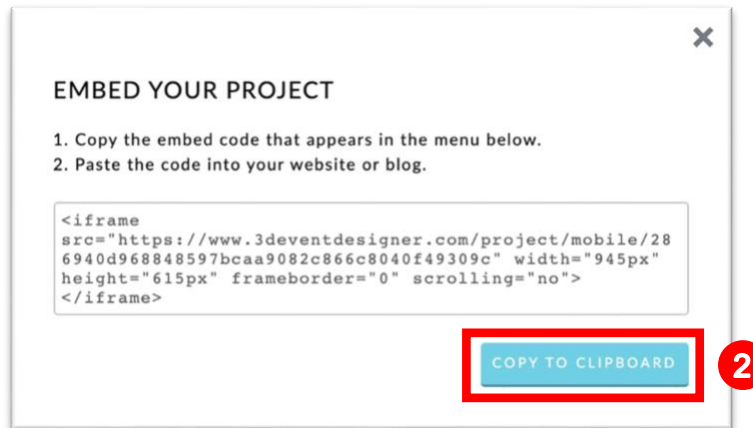 EMBED YOUR PROJECT
1. Copy the embed code that appears in the menu below.
2. Paste the code into your website or blog.
<iframe
src="https://www.3deventdesigner.com/project/mobile/28
6940d968848597bcaa9082c866c8040f49309c" width="945px"
height="615px" frameborder="0" scrolling="no">
</iframe>
COPY TO CLIPBOARD
2